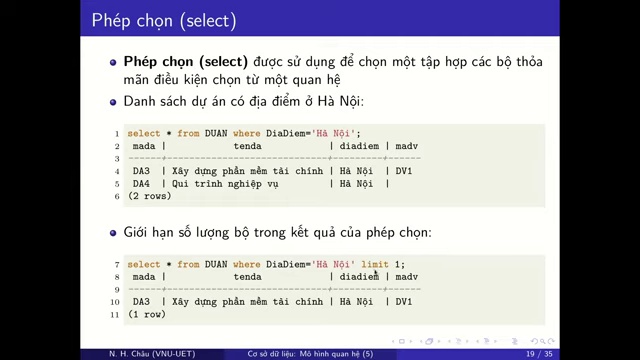 Phép chọn (select)
Phép chọn (select) được sử dụng để chọn một tập hợp các bộ thỏa
mãn điều kiện chọn từ một quan hệ
Danh sách dự án có địa điểm ở Hà Nội:
1 select * from DUAN where DiaDiem='Hà Nội';
2 mada | tenda | diadiem | madv
3 ------+-----------------------------+---------+------
4 DA3 | Xây dựng phần mềm tài chính | Hà Nội | DV1
5 DA4 | Qui trình nghiệp vụ | Hà Nội |
6 (2 rows)
Giới hạn số lượng bộ trong kết quả của phép chọn:
7 select * from DUAN where DiaDiem='Hà Nội' limit 1;
8 mada | tenda | diadiem | madv
9 ------+-----------------------------+---------+------
10 DA3 | Xây dựng phần mềm tài chính | Hà Nội | DV1
11 (1 row)
N. H. Châu (VNU-UET) Cơ sở dữ liệu: Mô hình quan hệ (5) 19 / 35